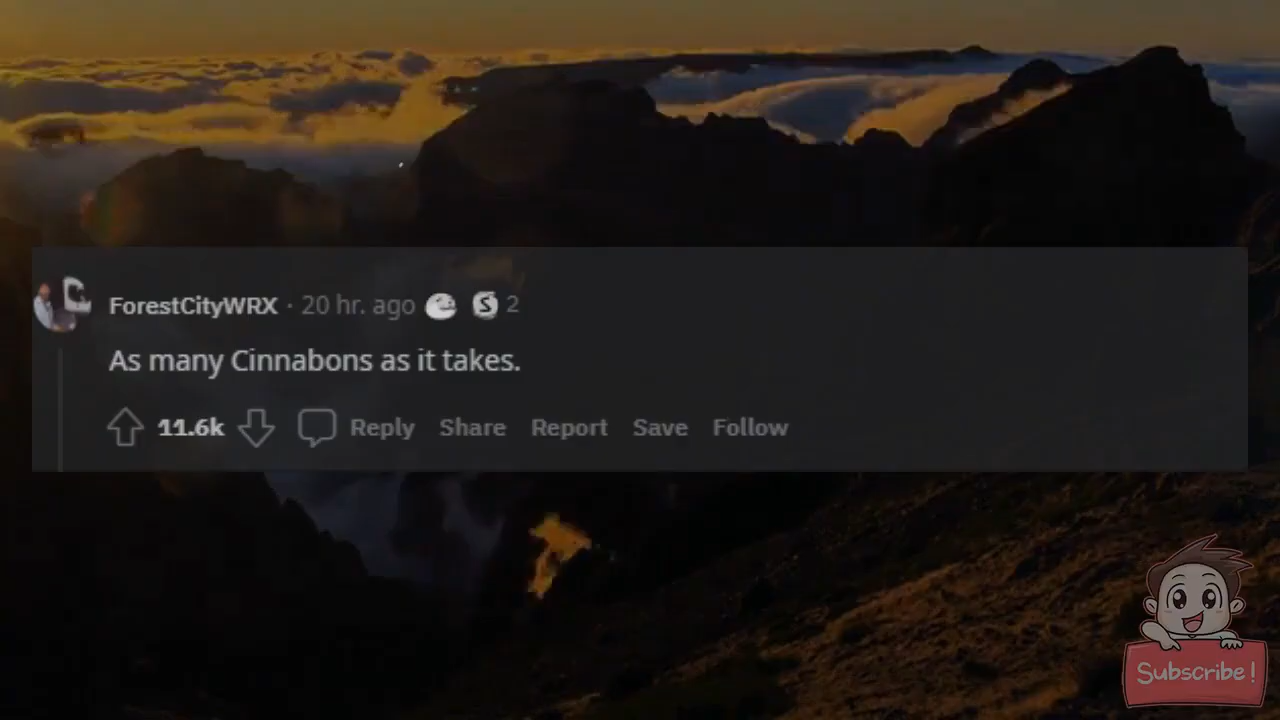 ForestCityWRX · 20 hr. ago 2
As many Cinnabons as it takes.
11.6k Reply Share Report Save Follow
Subscribe!